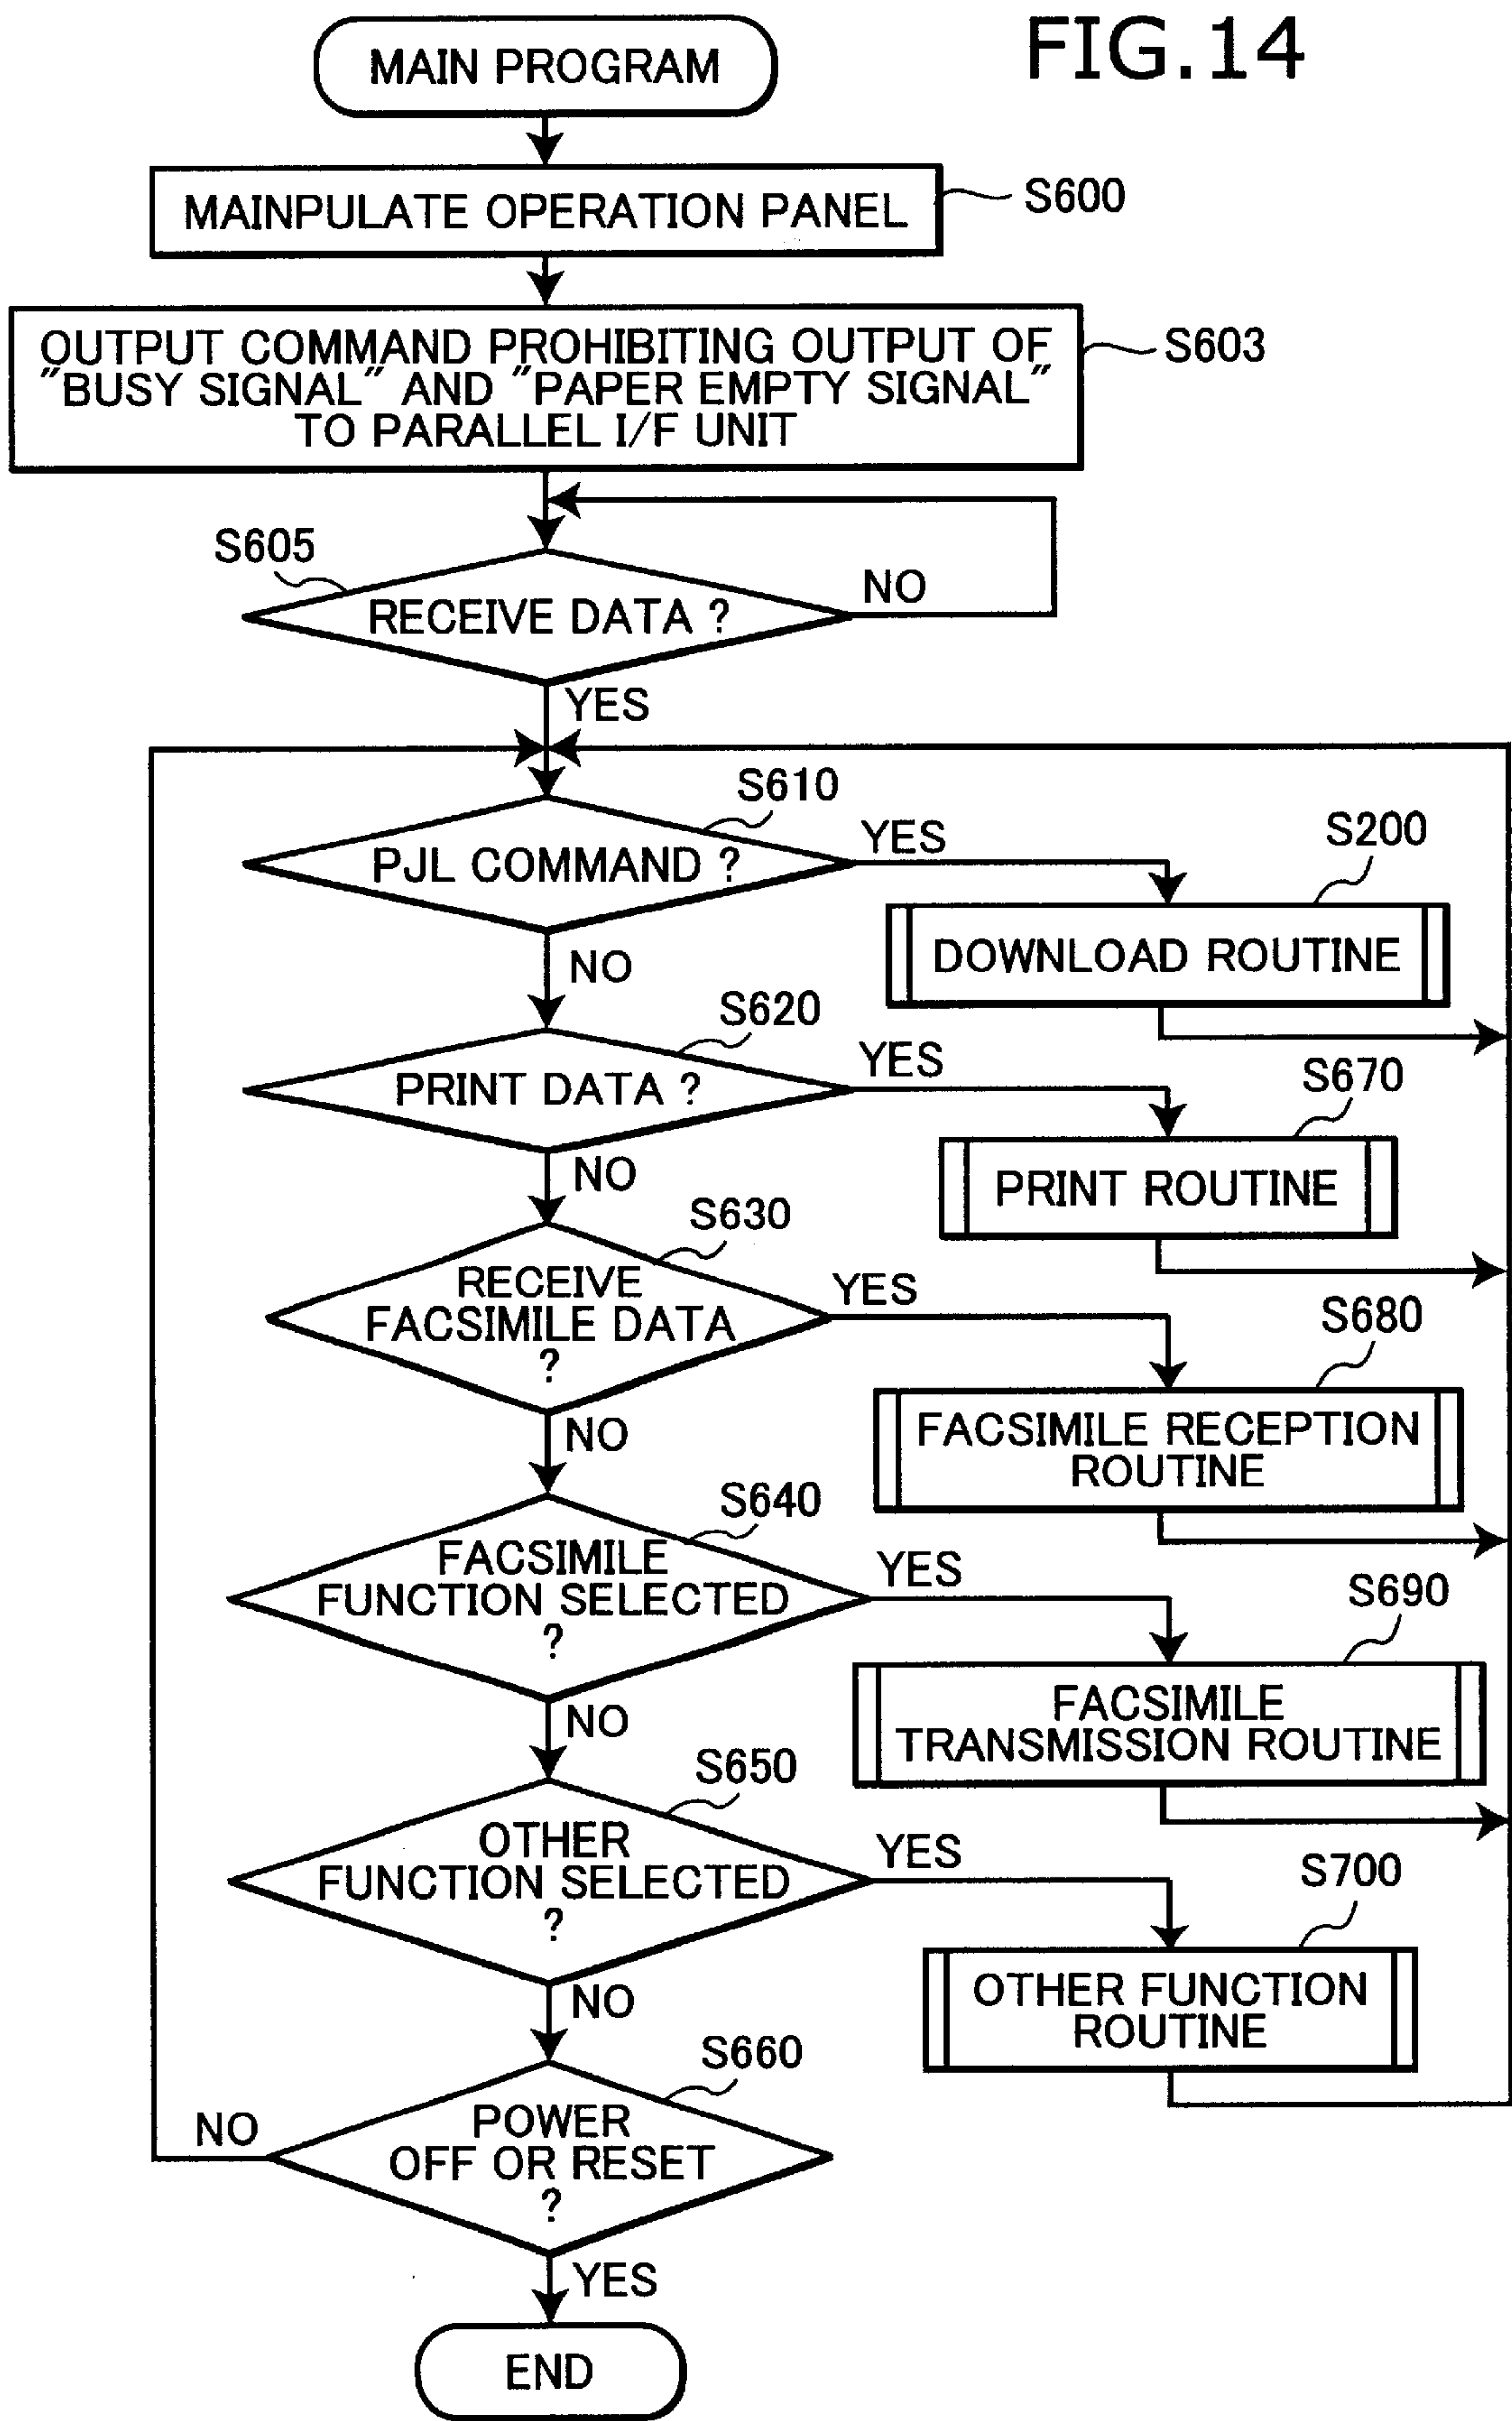 FIG.14
MAIN PROGRAM
MAINPULATE OPERATION PANEL
S600
OUTPUT COMMAND PROHIBITING OUTPUT OF
"BUSY SIGNAL" AND "PAPER EMPTY SIGNAL"
TO PARALLEL I/F UNIT
S603
S605
RECEIVE DATA ?
NO
YES
S610
PJL COMMAND ?
YES
S200
DOWNLOAD ROUTINE
NO
S620
PRINT DATA ?
YES
S670
PRINT ROUTINE
NO
S630
RECEIVE
FACSIMILE DATA
?
YES
S680
FACSIMILE RECEPTION
ROUTINE
NO
S640
FACSIMILE
FUNCTION SELECTED
?
YES
S690
FACSIMILE
TRANSMISSION ROUTINE
NO
S650
OTHER
FUNCTION SELECTED
?
YES
S700
OTHER FUNCTION
ROUTINE
NO
S660
POWER
OFF OR RESET
?
NO
YES
END